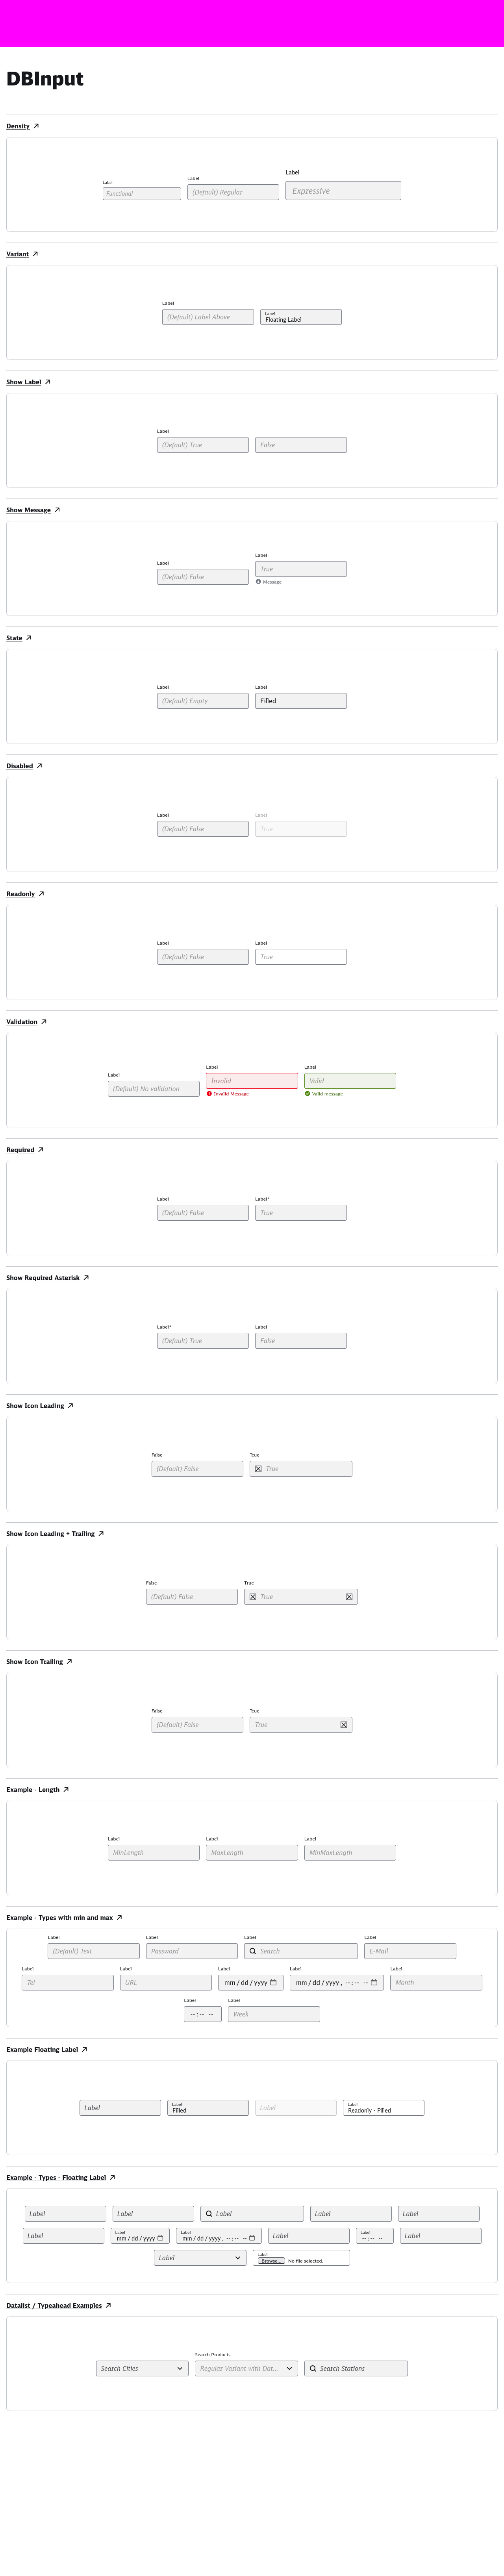 DBInput
Density
Label Label Label
Functional (Default) Regular Expressive
Variant
Label
(Default) Label Above Label
Floating Label
Show Label
Label
(Default) True False
Show Message
Label Label
(Default) False True
Message
State
Label Label
(Default) Empty Filled
Disabled
Label Label
(Default) False True
Readonly
Label Label
(Default) False True
Validation
Label Label Label
(Default) No validation Invalid Valid
Invalid Message Valid message
Required
Label Label*
(Default) False True
Show Required Asterisk
Label* Label
(Default) True False
Show Icon Leading
False True
(Default) False True
Show Icon Leading + Trailing
False True
(Default) False True
Show Icon Trailing
False True
(Default) False True
Example - Length
Label Label Label
MinLength MaxLength MinMaxLength
Example - Types with min and max
Label Label Label Label
(Default) Text Password Search E-Mail
Label Label Label Label Label
Tel URL mm/dd/yyyy mm/dd/yyyy, --:-- -- Month
Label Label
--:-- -- Week
Example Floating Label
Label Label
Filled Label Label
Readonly - Filled
Example - Types - Floating Label
Label Label Label Label Label
Label Label
mm/dd/yyyy Label
mm/dd/yyyy, --:-- -- Label Label
--:-- -- Label
Label Label
Browse... No file selected.
Datalist / Typeahead Examples
Search Products
Search Cities Regular Variant with Dat... Search Stations